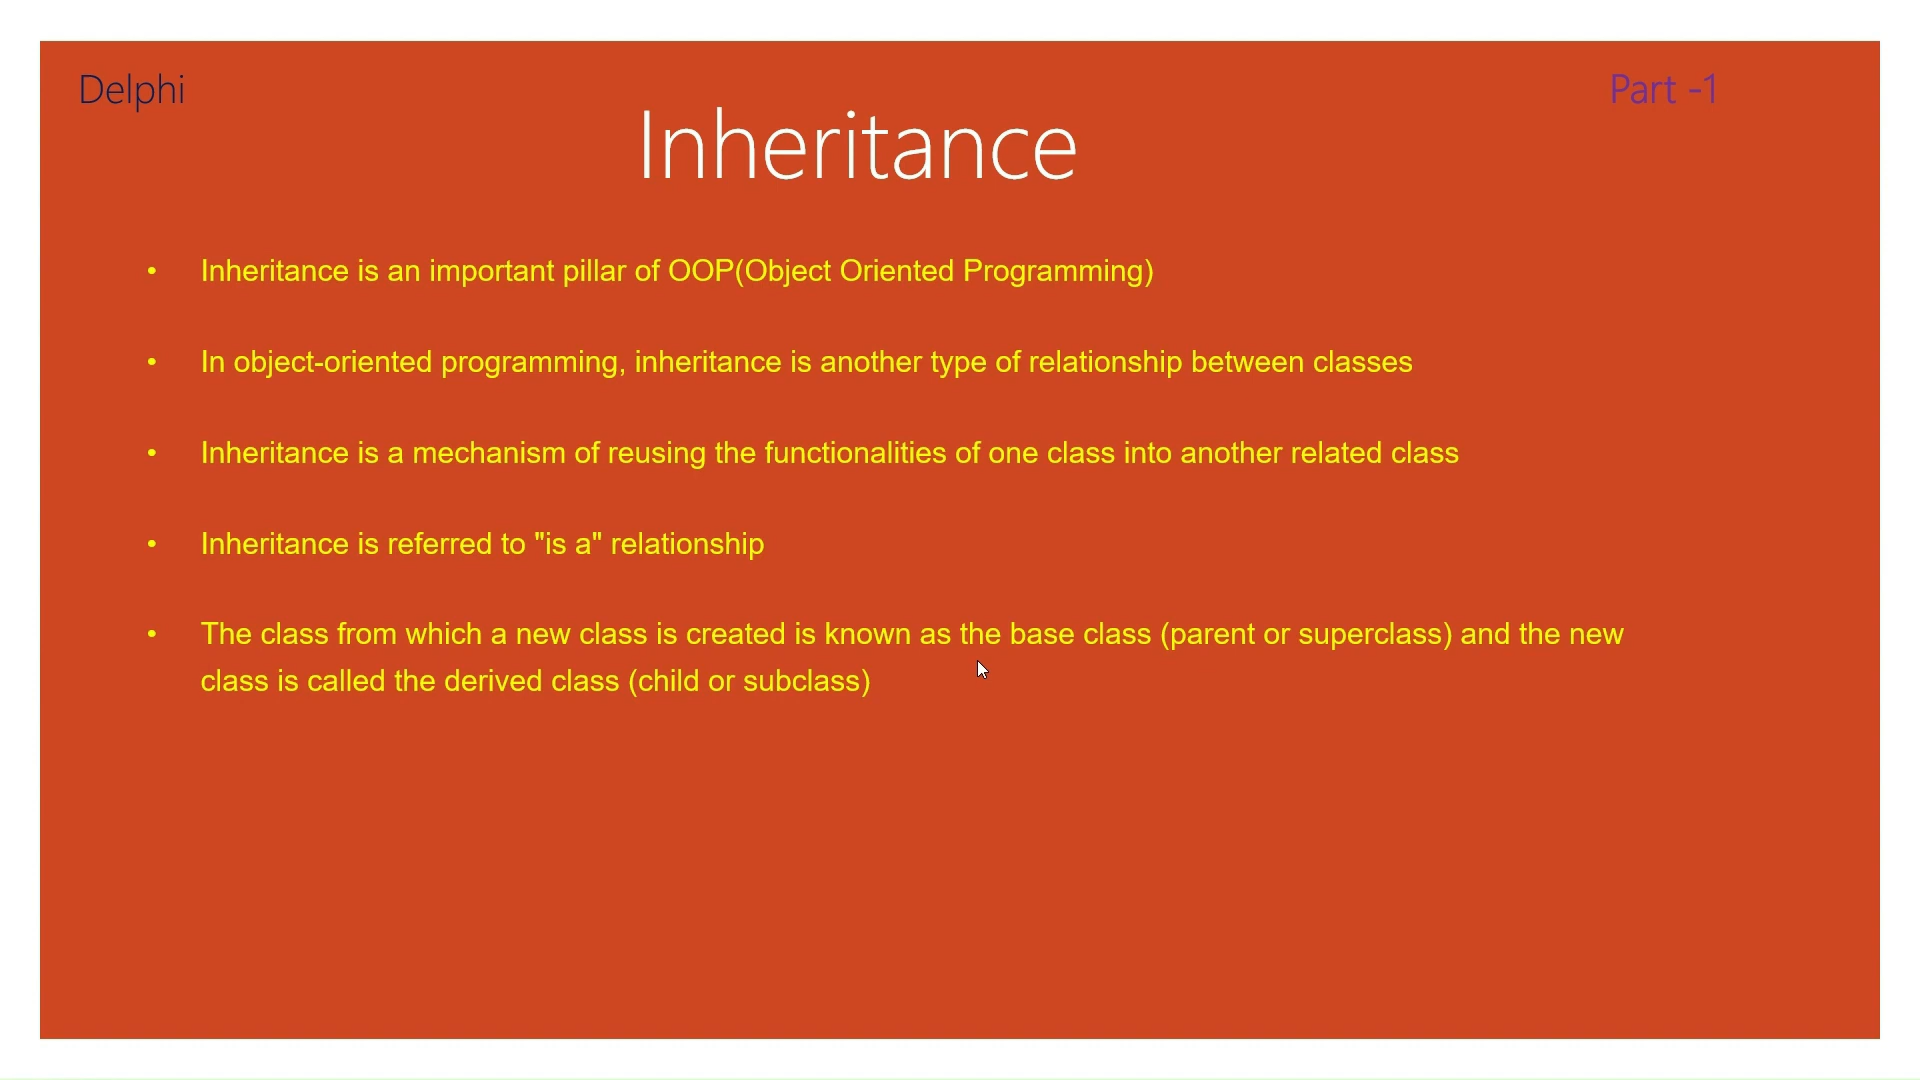 Delphi
Part -1
Inheritance
• Inheritance is an important pillar of OOP(Object Oriented Programming)
• In object-oriented programming, inheritance is another type of relationship between classes
• Inheritance is a mechanism of reusing the functionalities of one class into another related class
• Inheritance is referred to "is a" relationship
• The class from which a new class is created is known as the base class (parent or superclass) and the new
class is called the derived class (child or subclass)